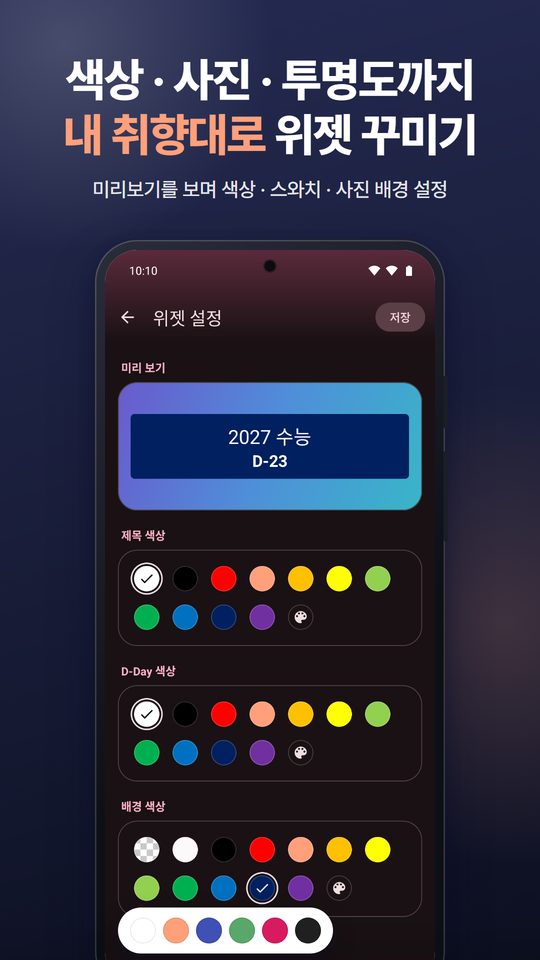 색상 · 사진 · 투명도까지
내 취향대로 위젯 꾸미기
미리보기를 보며 색상 · 스와치 · 사진 배경 설정
10:10
위젯 설정
저장
미리 보기
2027 수능
D-23
제목 색상
D-Day 색상
배경 색상